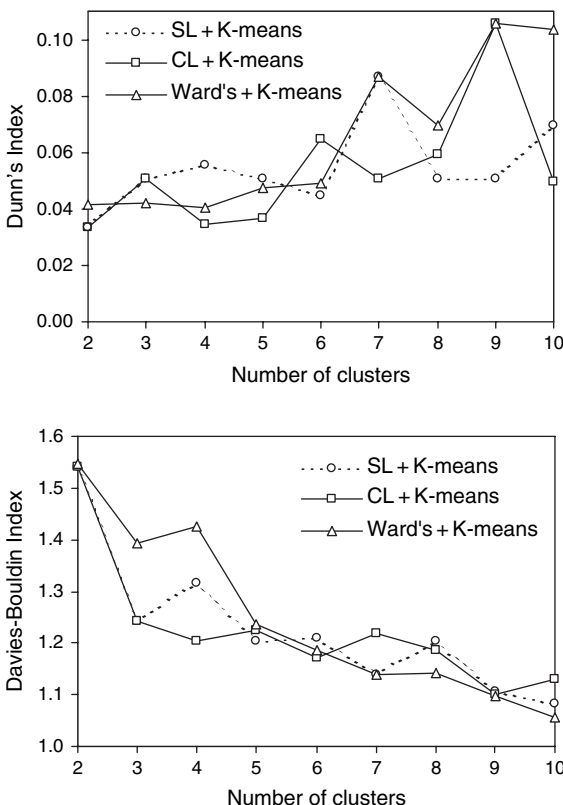 0.10
0.08
0.06
0.04
0.02
0.00
Dunn's Index
SL + K-means
CL + K-means
Ward's + K-means
2 3 4 5 6 7 8 9 10
Number of clusters
1.6
1.5
1.4
1.3
1.2
1.1
1.0
Davies-Bouldin Index
SL + K-means
CL + K-means
Ward's + K-means
2 3 4 5 6 7 8 9 10
Number of clusters